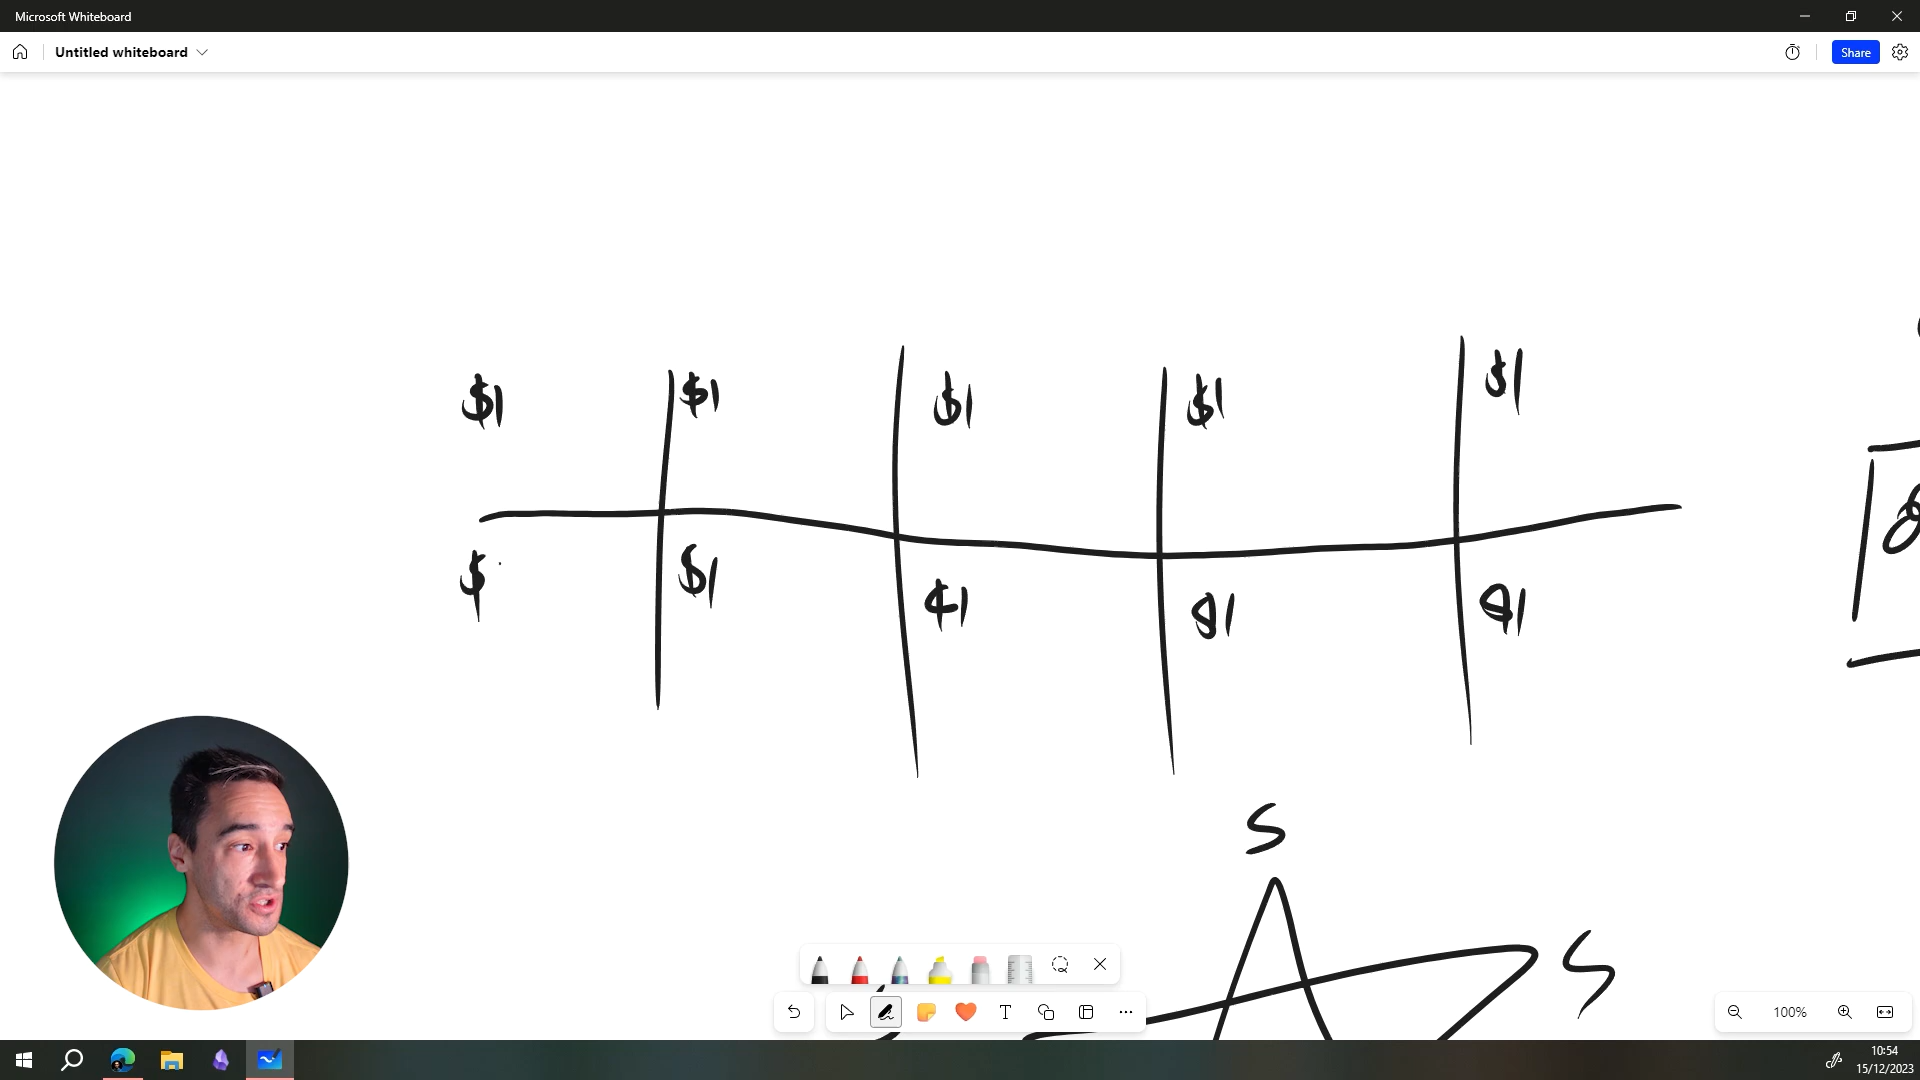 Microsoft Whiteboard
Untitled whiteboard
Share
$1 $1 $1 $1 $1
$ $1 $1 $1 $1
S
S
100%
10:54
15/12/2023